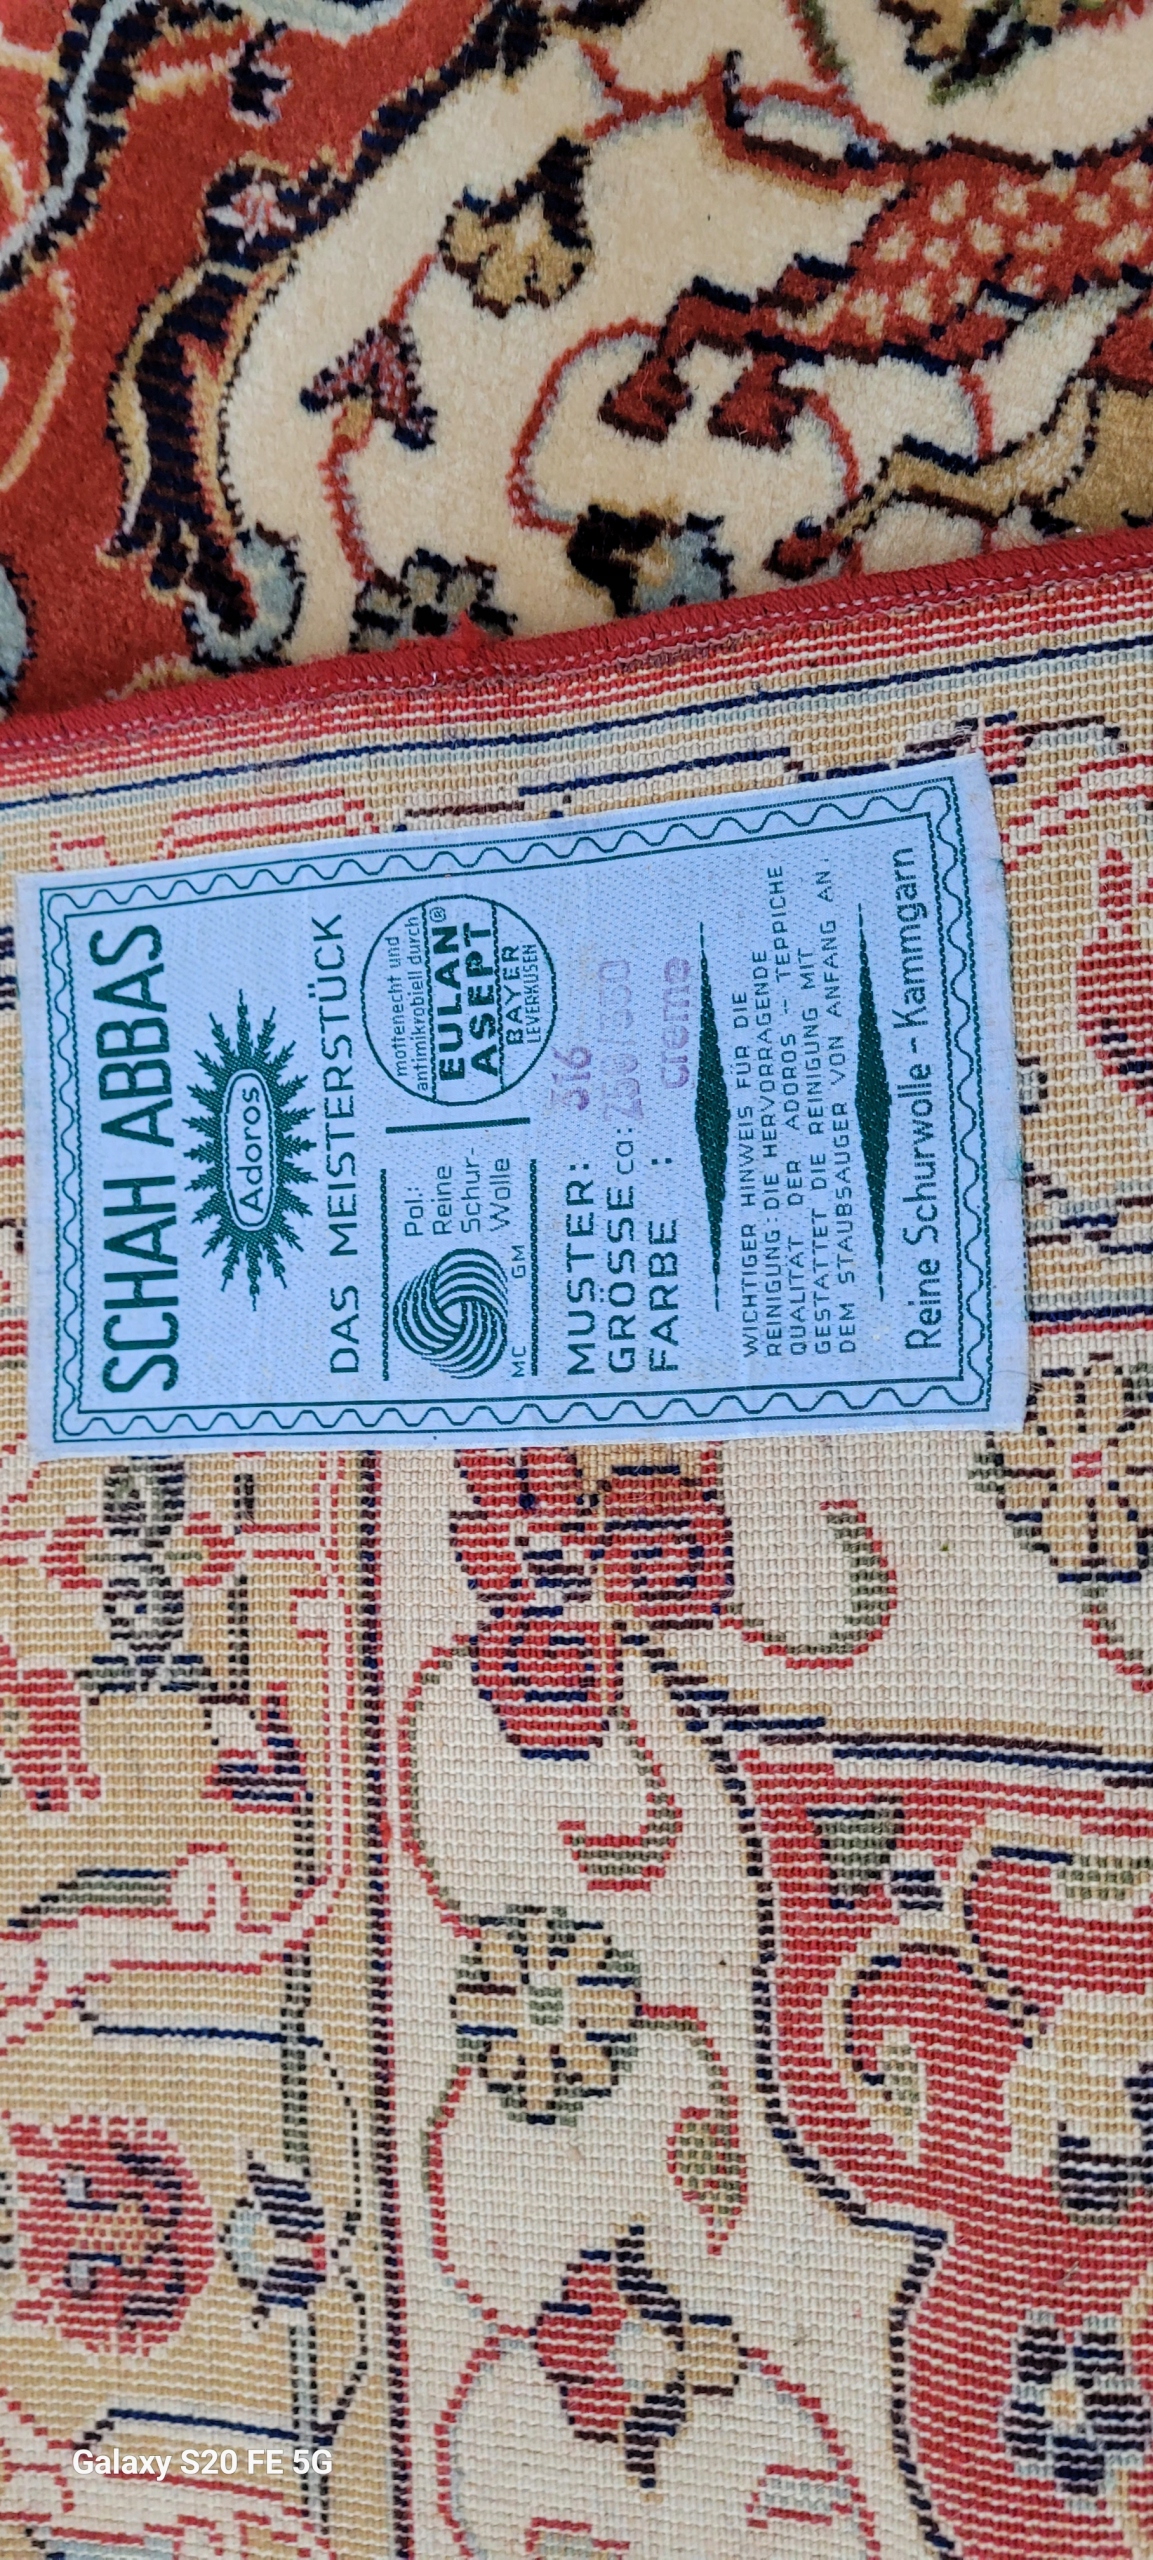 SCHAH ABBAS
Adoros
DAS MEISTERSTÜCK
Pol.:
Reine
Schur-
Wolle
MC GM
mottenecht und
antimikrobiell durch
EULAN®
ASEPT
BAYER
LEVERKUSEN
MUSTER: 516
GRÖSSE ca:
FARBE : creme
WICHTIGER HINWEIS FÜR DIE
REINIGUNG: DIE HERVORRAGENDE
QUALITÄT DER ADOROS -- TEPPICHE
GESTATTET DIE REINIGUNG MIT
DEM STAUBSAUGER VON ANFANG AN.
Reine Schurwolle - Kammgarn
Galaxy S20 FE 5G